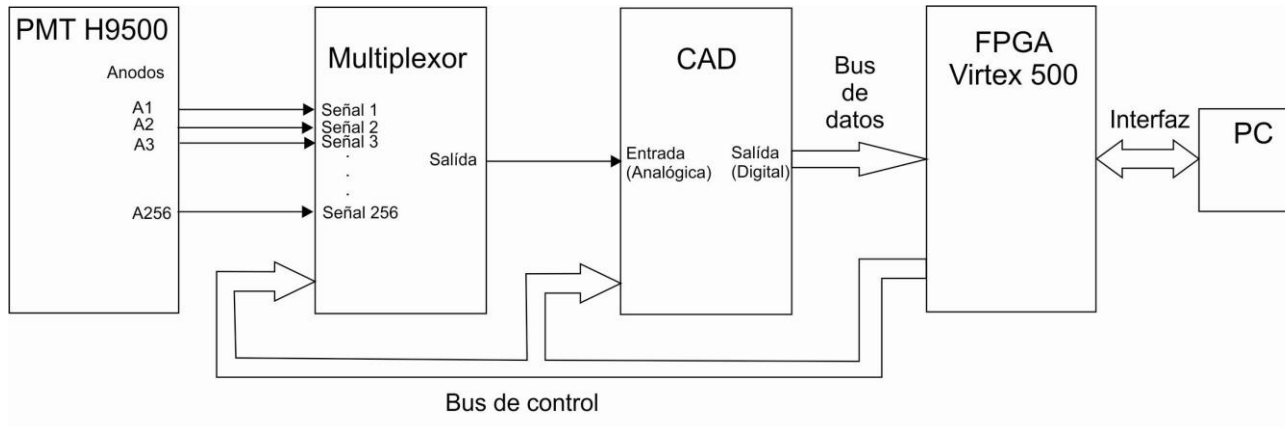 PMT H9500
Anodos
A1
A2
A3
A256
Multiplexor
Señal 1
Señal 2
Señal 3
.
.
.
Señal 256
Salída
CAD
Entrada
(Analógica)
Salída
(Digital)
Bus
de
datos
FPGA
Virtex 500
Interfaz
PC
Bus de control